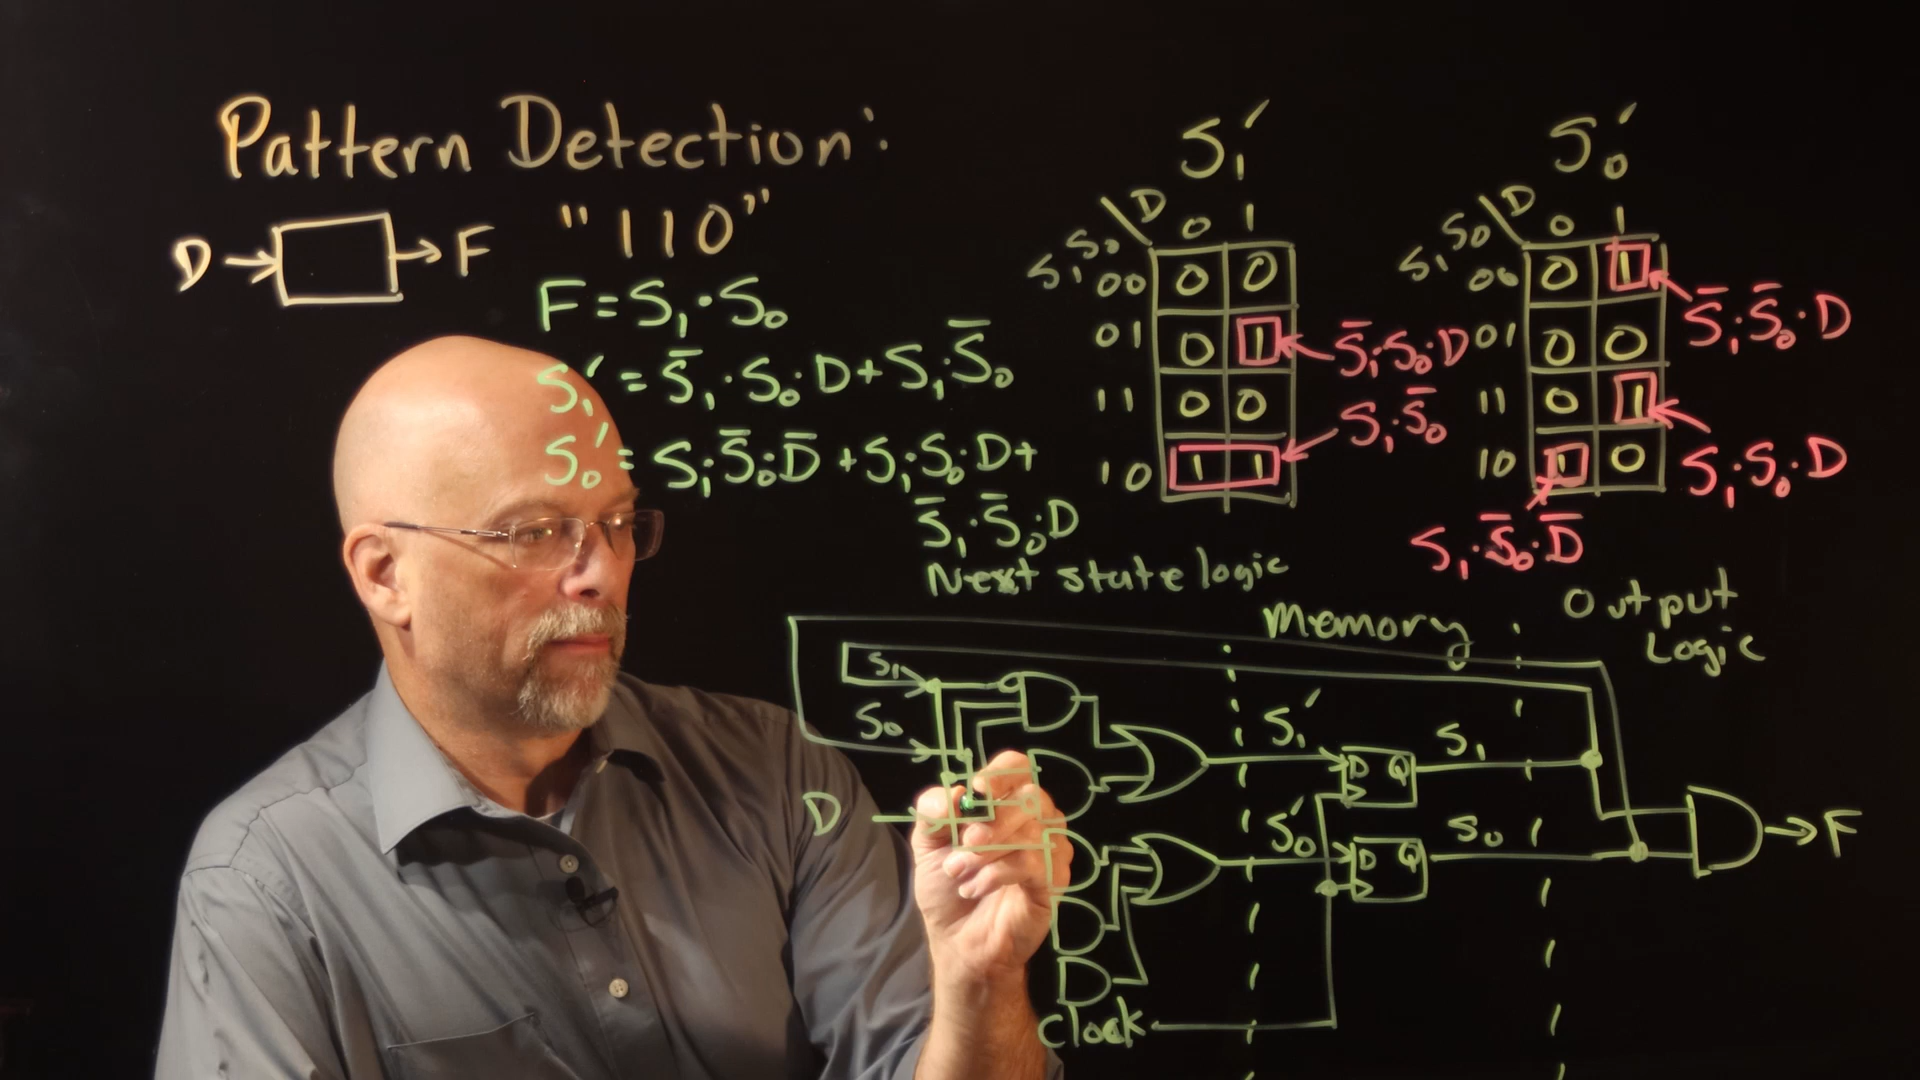 Pattern Detection:
"110"
D F
F = S₁·S₀
S₁' = S̅₁·S₀·D + S₁·S̅₀
S₀' = S₁·S̅₀·D̅ + S₁·S₀·D +
S̅₁·S̅₀·D
S₁'
D 0 1
S₁S₀
00 0 0
01 0 1 S̅₁·S₀·D
11 0 0
10 1 1 S₁·S̅₀
S₀'
D 0 1
S₁S₀
00 0 1 S̅₁·S̅₀·D
01 0 0
11 0 1 S₁·S₀·D
10 1 0
S₁·S̅₀·D̅
Next state logic
Memory
Output
Logic
S₁
S₀
D
S₁' D Q S₁
S₀' D Q S₀
F
Clock